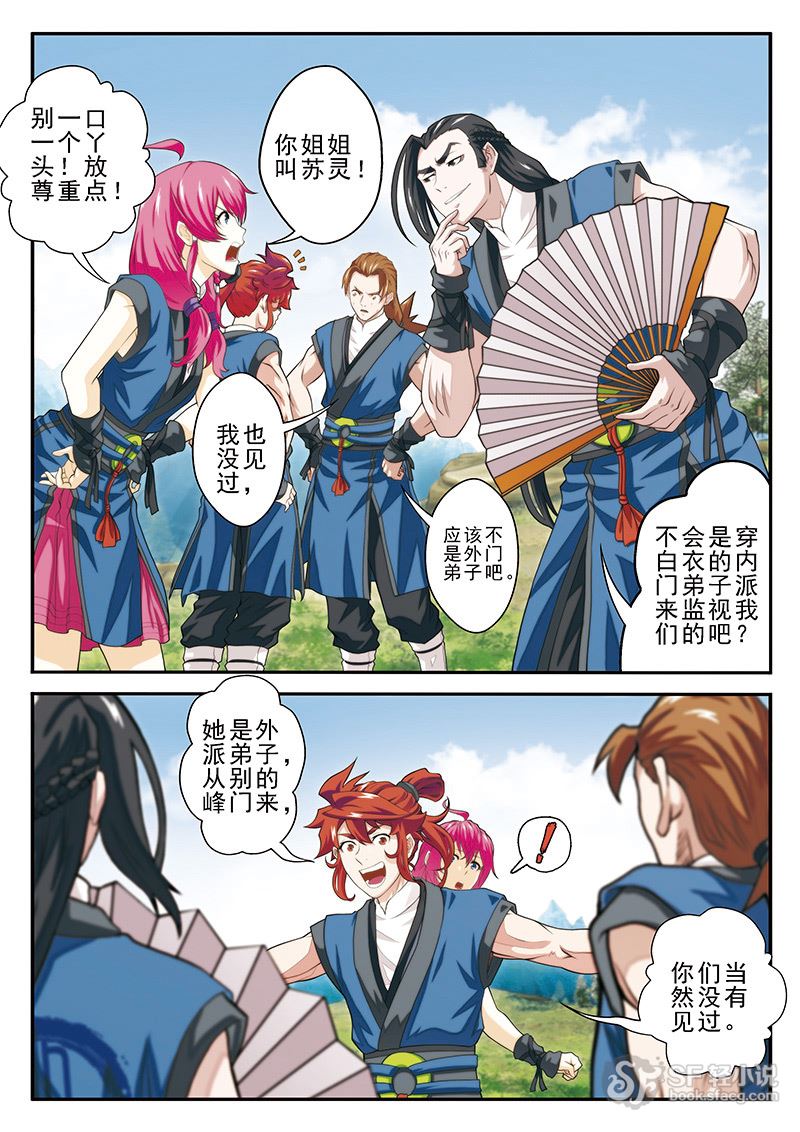 别一口
一个丫
头！放
尊重点！
你姐姐
叫苏灵！
我也
没见
过，
应该不
是外门
弟子吧。
不会是穿
白衣的内
门弟子派
来监视我
们的吧？
她是外
派弟子，
从别的
峰门来，
！
你们当
然没有
见过。
SF轻小说
book.sfacg.com